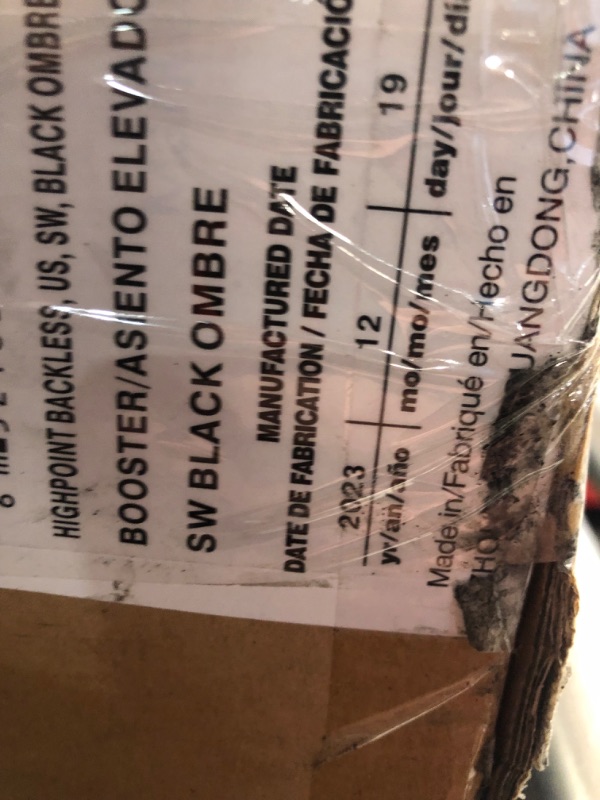 HIGHPOINT BACKLESS, US, SW, BLACK OMBRE
BOOSTER/ASIENTO ELEVADO
SW BLACK OMBRE
MANUFACTURED DATE
DATE DE FABRICATION / FECHA DE FABRICACIÓ
2023 12 19
yr/an/año mo/mo/mes day/jour/día
Made in/Fabriqué en/Hecho en
UANGDONG, CHINA